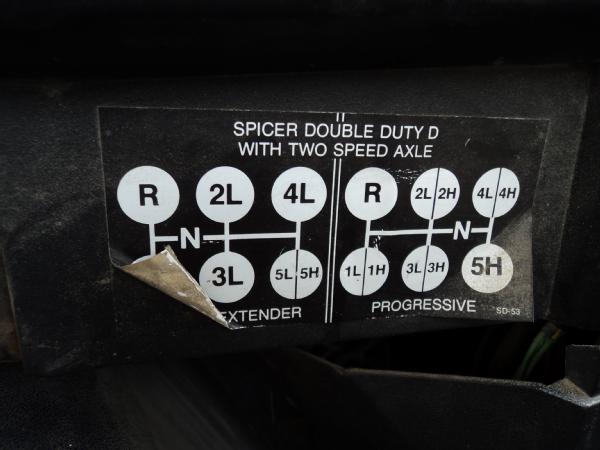 SPICER DOUBLE DUTY D
WITH TWO SPEED AXLE
R 2L 4L
N
3L 5L 5H
EXTENDER
R 2L 2H 4L 4H
N
1L 1H 3L 3H 5H
PROGRESSIVE
SD-53